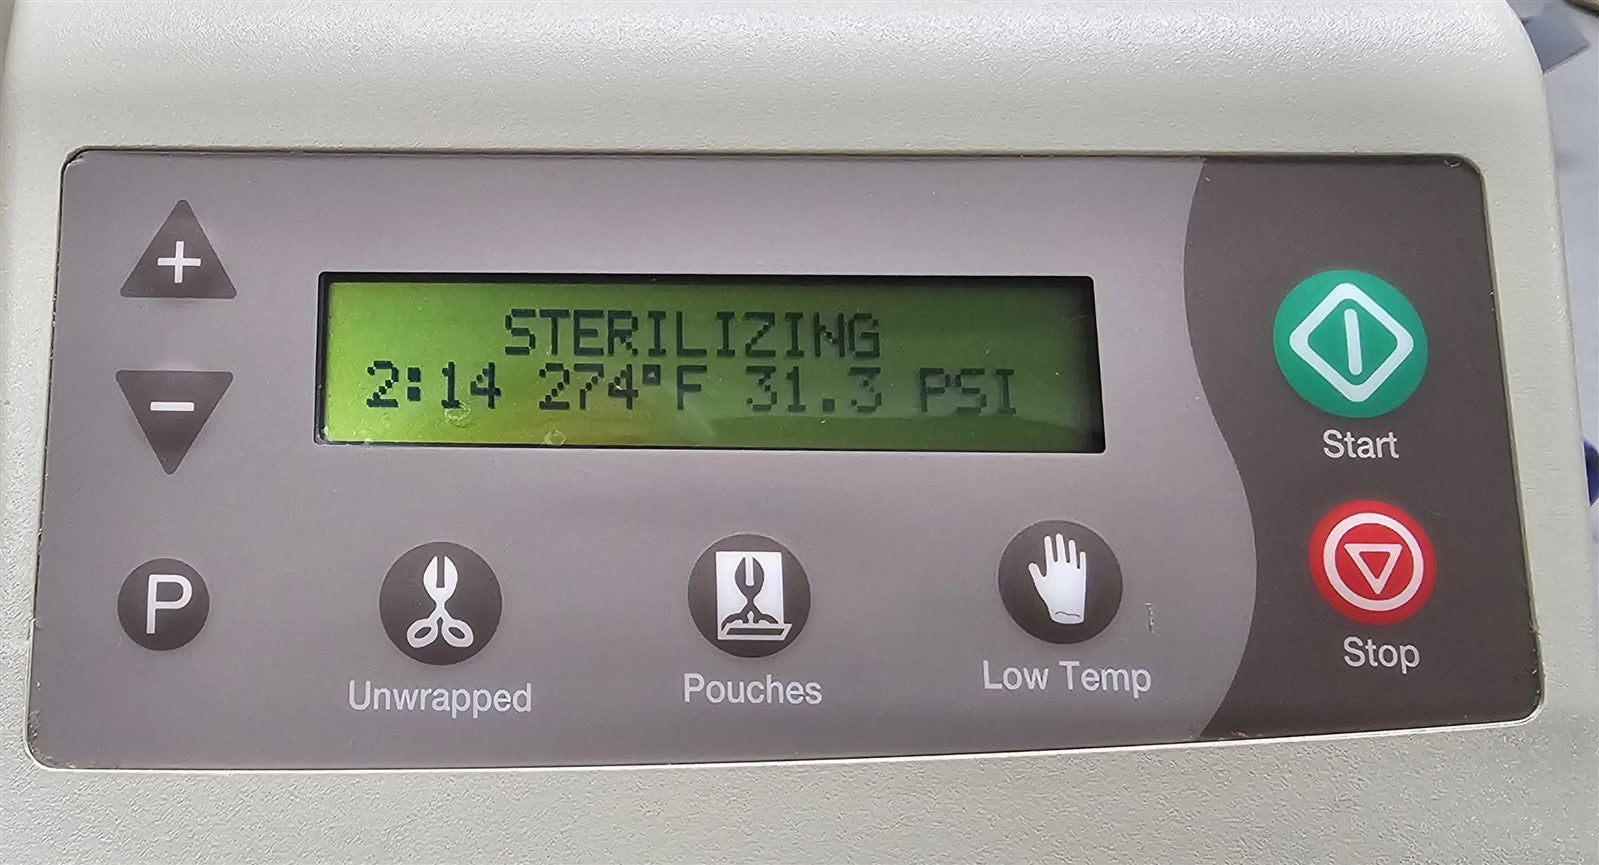 +
STERILIZING
2:14 274°F 31.3 PSI
−
Start
P
Unwrapped
Pouches
Low Temp
Stop